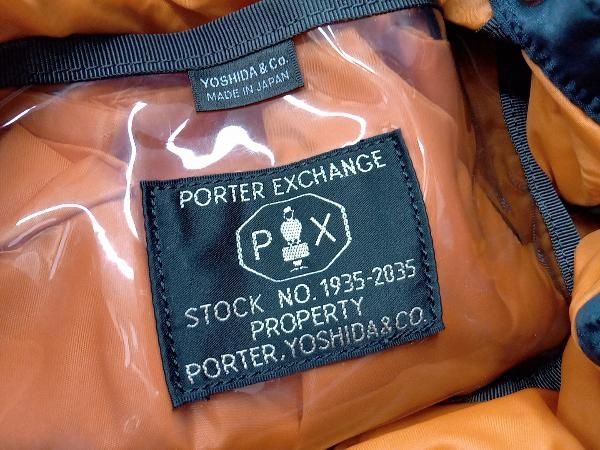 YOSHIDA & Co.
MADE IN JAPAN
PORTER EXCHANGE
P X
STOCK NO. 1935-2035
PROPERTY
PORTER, YOSHIDA & CO.